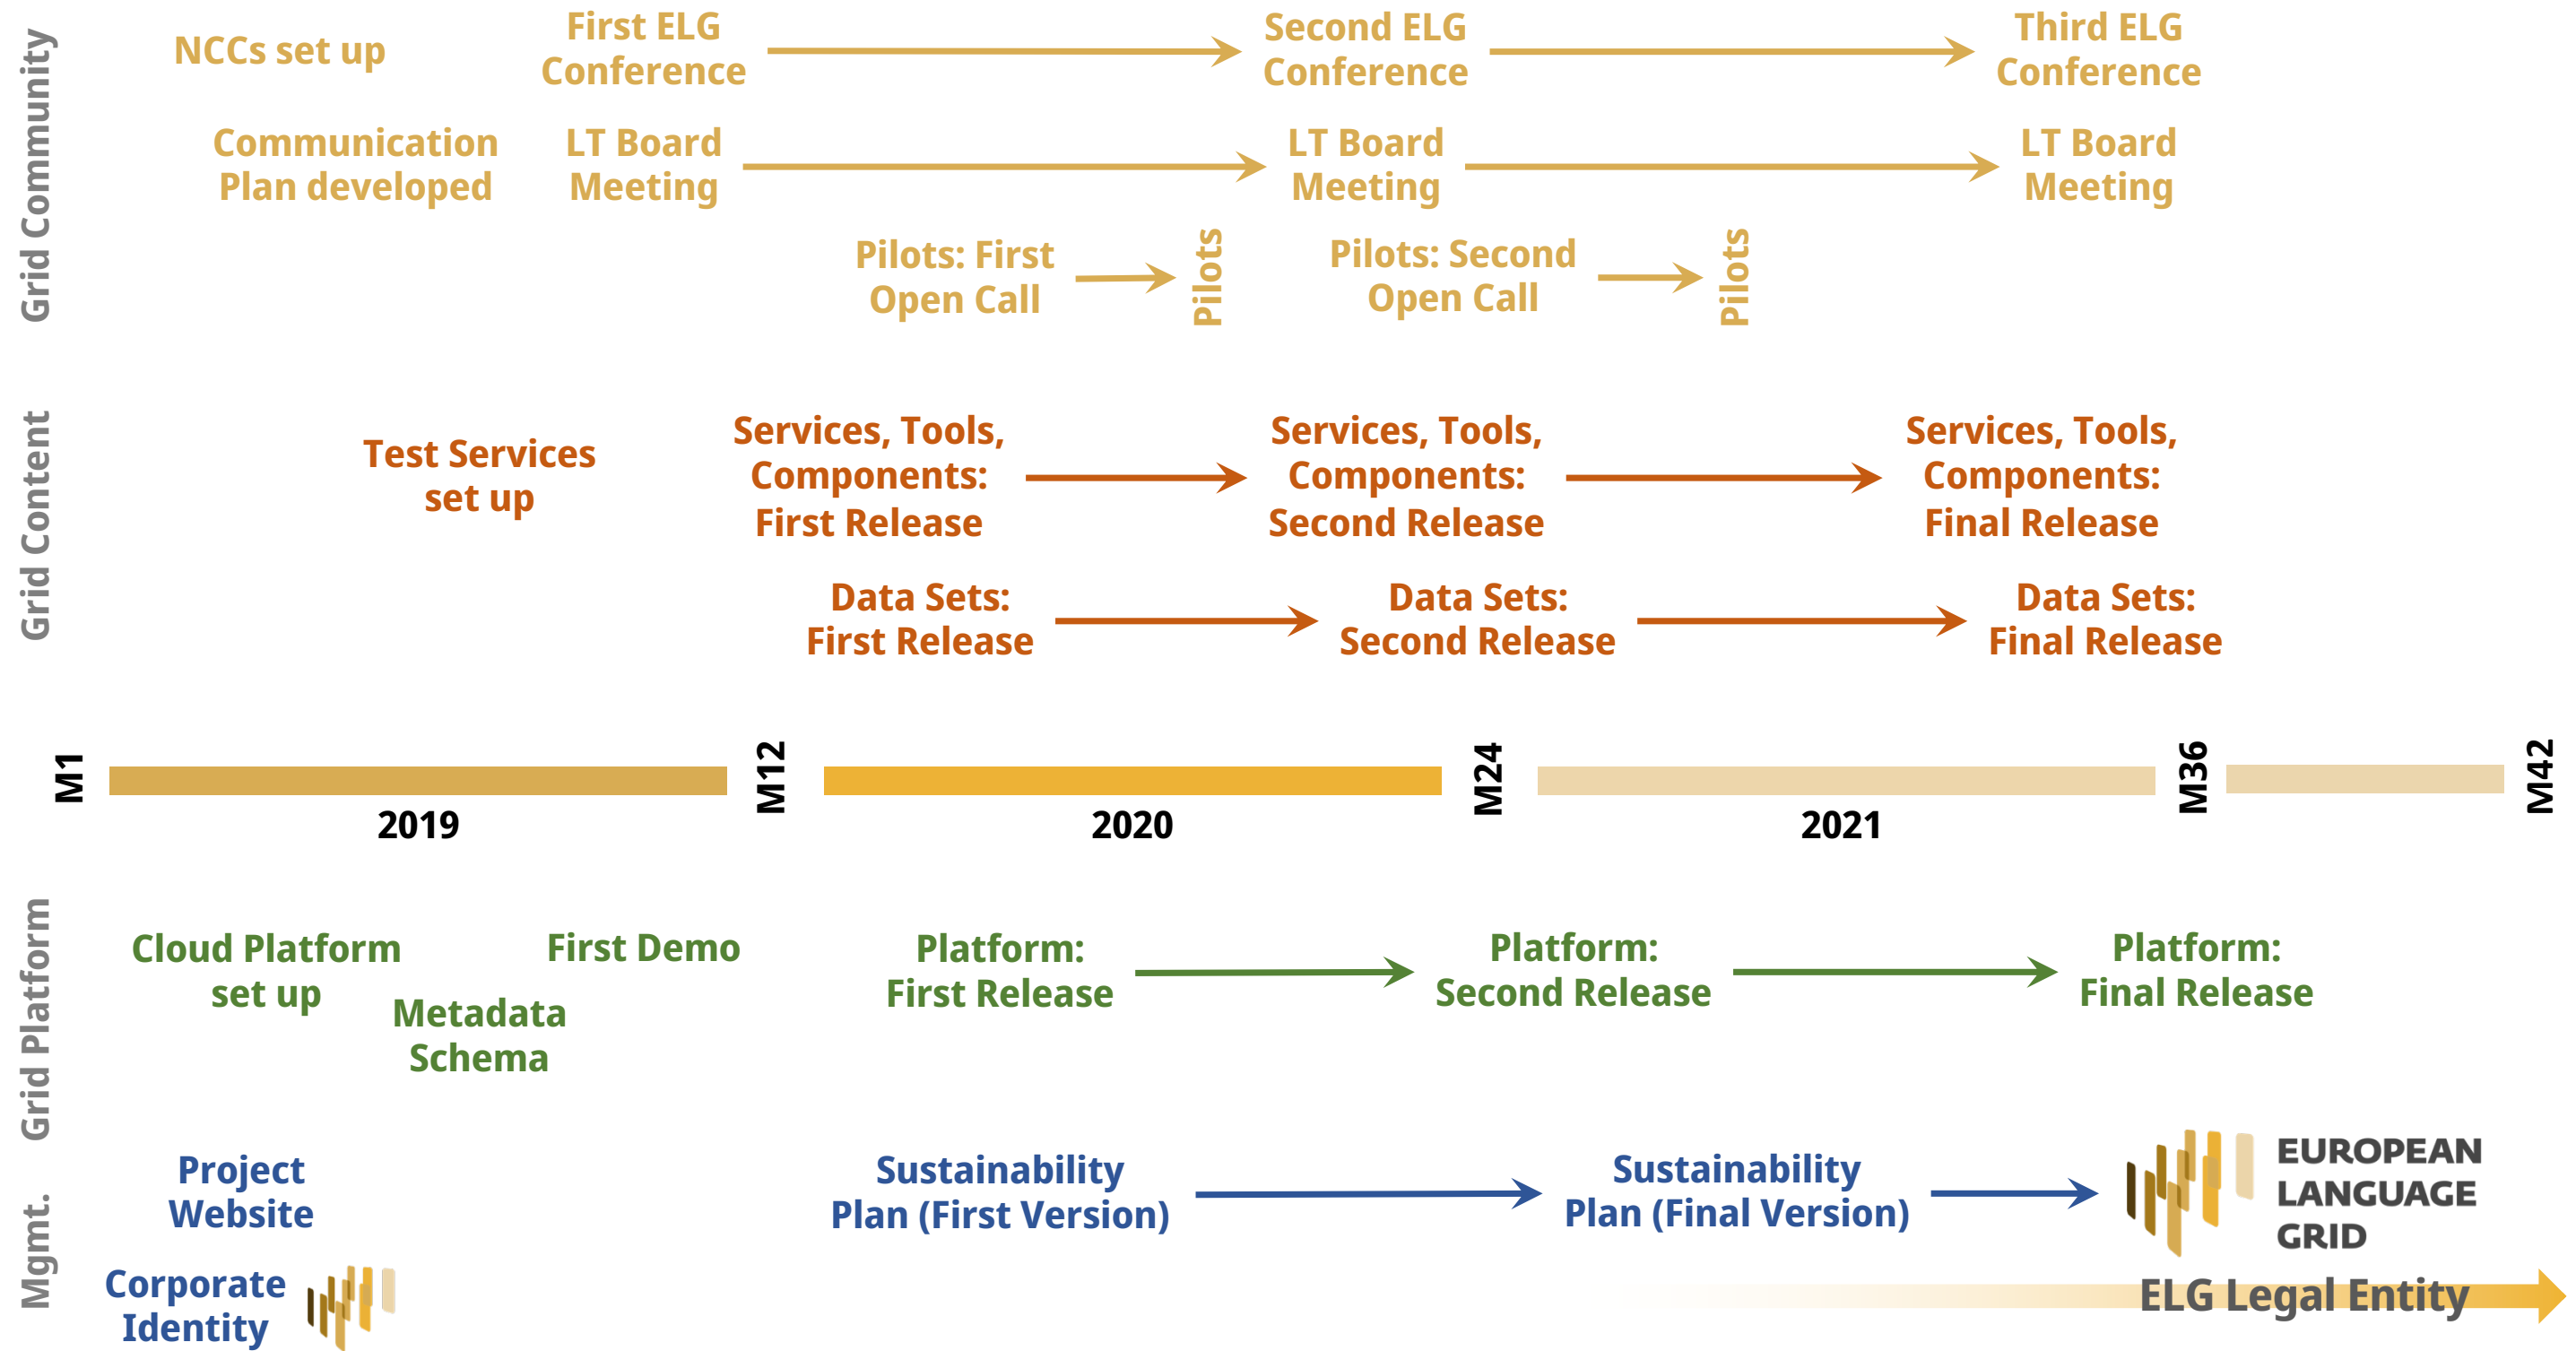 Grid Community
NCCs set up
First ELG
Conference
Second ELG
Conference
Third ELG
Conference
Communication
Plan developed
LT Board
Meeting
LT Board
Meeting
LT Board
Meeting
Pilots: First
Open Call
Pilots
Pilots: Second
Open Call
Pilots
Grid Content
Test Services
set up
Services, Tools,
Components:
First Release
Services, Tools,
Components:
Second Release
Services, Tools,
Components:
Final Release
Data Sets:
First Release
Data Sets:
Second Release
Data Sets:
Final Release
M1
M12
M24
M36
M42
2019
2020
2021
Grid Platform
Cloud Platform
set up
Metadata
Schema
First Demo
Platform:
First Release
Platform:
Second Release
Platform:
Final Release
Mgmt.
Project
Website
Sustainability
Plan (First Version)
Sustainability
Plan (Final Version)
EUROPEAN
LANGUAGE
GRID
Corporate
Identity
ELG Legal Entity